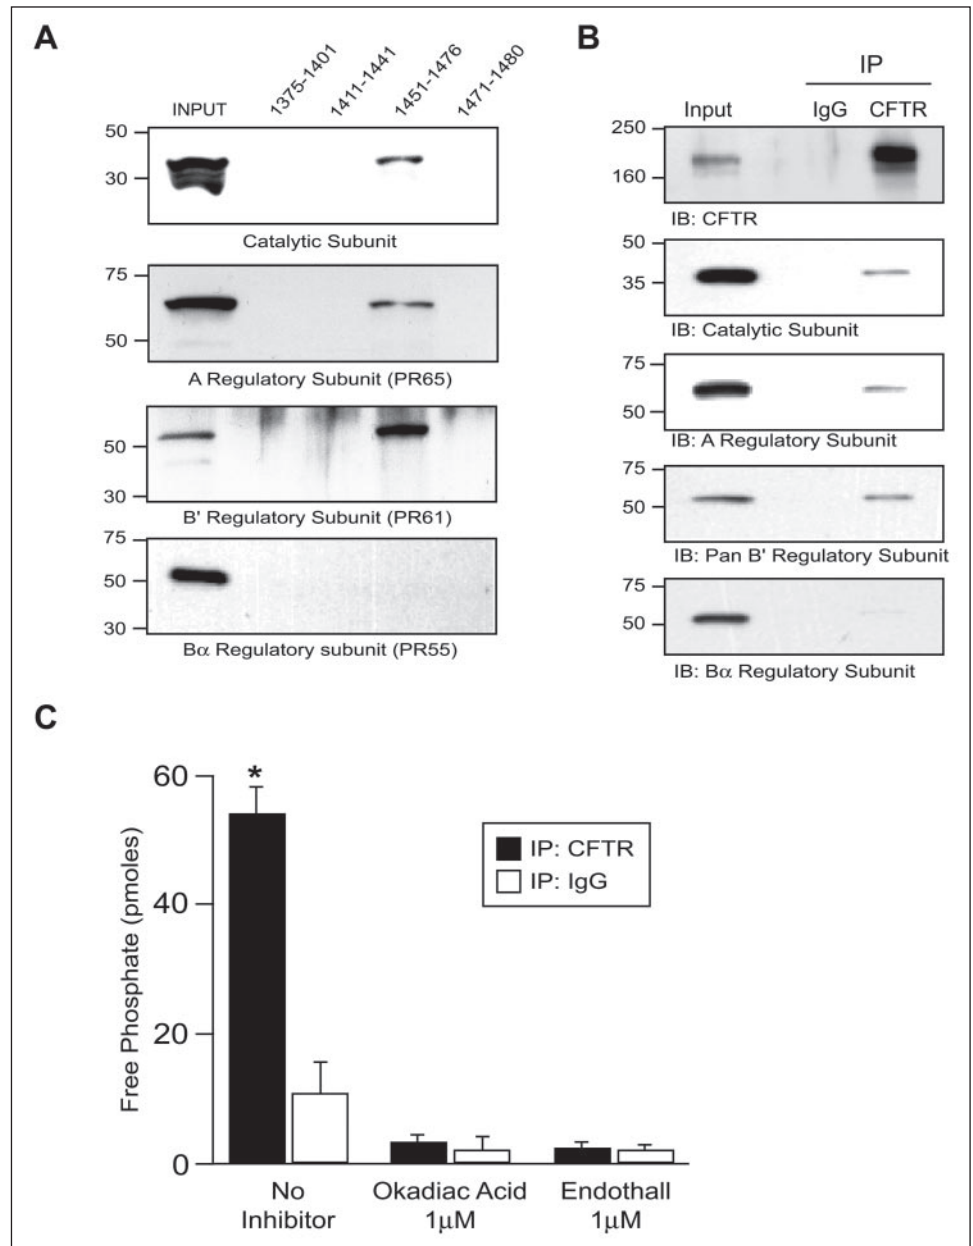 A
INPUT 1375-1401 1411-1441 1451-1476 1471-1480
50
30
Catalytic Subunit
75
50
A Regulatory Subunit (PR65)
50
30
B' Regulatory Subunit (PR61)
75
50
30
Bα Regulatory subunit (PR55)
B
IP
Input IgG CFTR
250
160
IB: CFTR
50
35
IB: Catalytic Subunit
75
50
IB: A Regulatory Subunit
75
50
IB: Pan B' Regulatory Subunit
75
50
IB: Bα Regulatory Subunit
C
Free Phosphate (pmoles)
60
40
20
0
*
IP: CFTR
IP: IgG
No Inhibitor
Okadiac Acid 1μM
Endothall 1μM